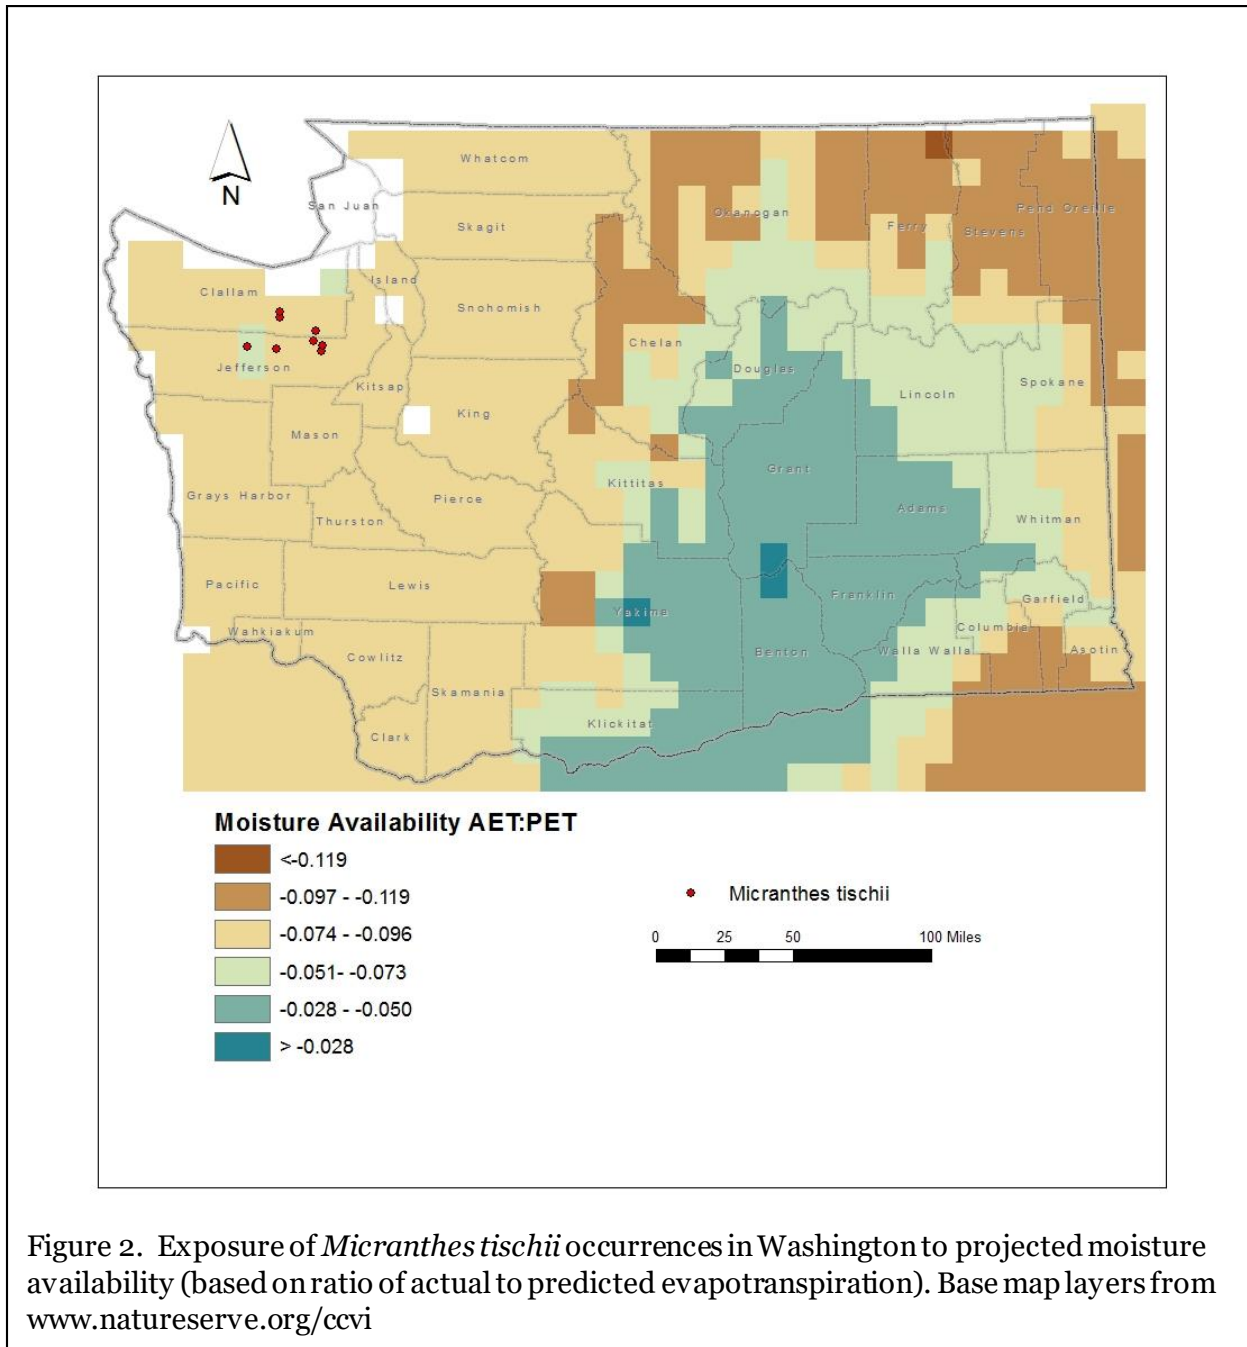 Whatcom
N
San Juan
Okanogan
Pend Oreille
Skagit
Ferry
Stevens
Island
Clallam
Snohomish
Chelan
Douglas
Jefferson
Spokane
Kitsap
Lincoln
King
Mason
Grant
Kittitas
Grays Harbor
Pierce
Adams
Thurston
Whitman
Pacific
Lewis
Franklin
Garfield
Yakima
Wahkiakum
Columbia
Cowlitz
Benton
Walla Walla
Asotin
Skamania
Klickitat
Clark
Moisture Availability AET:PET
<-0.119
-0.097 - -0.119
-0.074 - -0.096
-0.051- -0.073
-0.028 - -0.050
> -0.028
Micranthes tischii
0 25 50 100 Miles
Figure 2. Exposure of Micranthes tischii occurrences in Washington to projected moisture
availability (based on ratio of actual to predicted evapotranspiration). Base map layers from
www.natureserve.org/ccvi